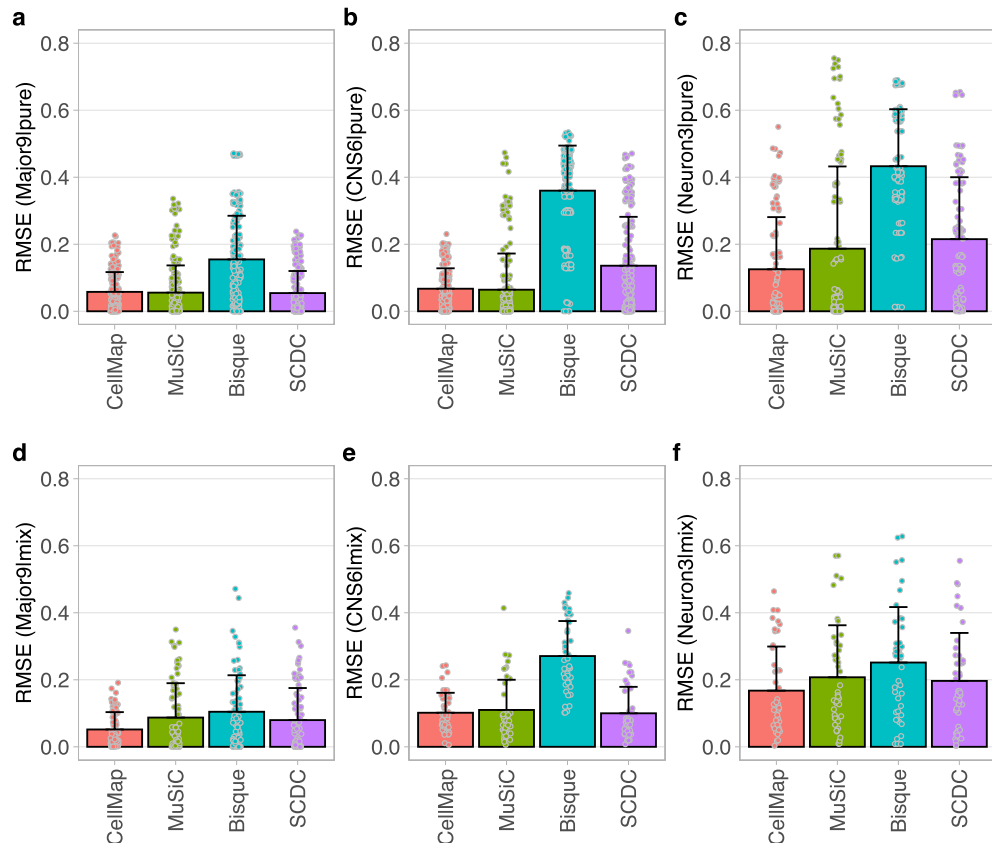 a
b
c
RMSE (Major9|pure)
0.8
0.6
0.4
0.2
0.0
CellMap
MuSiC
Bisque
SCDC
RMSE (CNS6|pure)
0.8
0.6
0.4
0.2
0.0
CellMap
MuSiC
Bisque
SCDC
RMSE (Neuron3|pure)
0.8
0.6
0.4
0.2
0.0
CellMap
MuSiC
Bisque
SCDC
d
e
f
RMSE (Major9|mix)
0.8
0.6
0.4
0.2
0.0
CellMap
MuSiC
Bisque
SCDC
RMSE (CNS6|mix)
0.8
0.6
0.4
0.2
0.0
CellMap
MuSiC
Bisque
SCDC
RMSE (Neuron3|mix)
0.8
0.6
0.4
0.2
0.0
CellMap
MuSiC
Bisque
SCDC